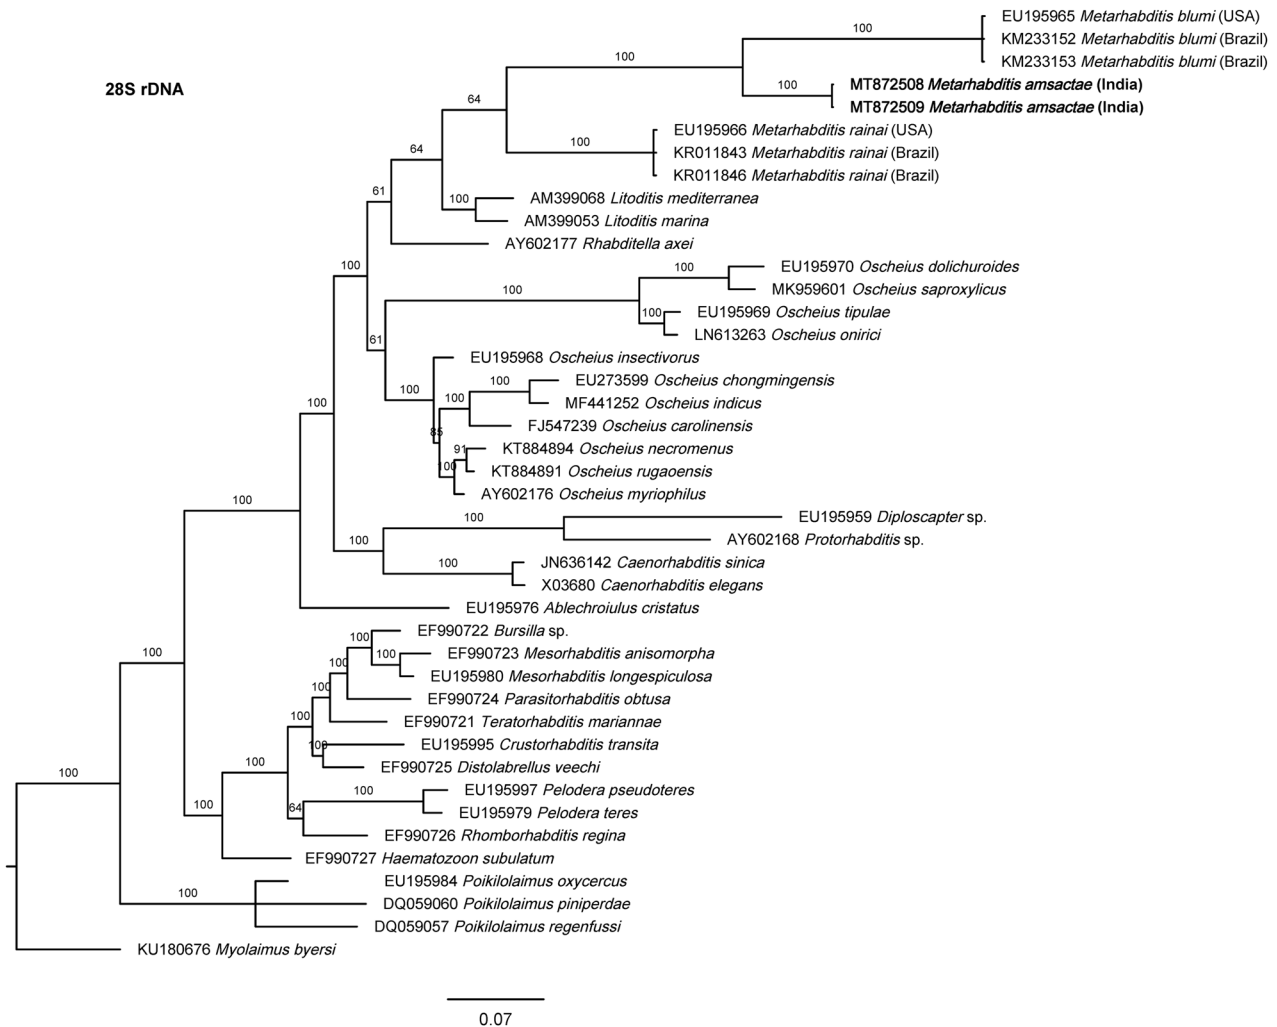 EU195965 Metarhabditis blumi (USA)
100
KM233152 Metarhabditis blumi (Brazil)
100
KM233153 Metarhabditis blumi (Brazil)
28S rDNA
100
MT872508 Metarhabditis amsactae (India)
64
MT872509 Metarhabditis amsactae (India)
EU195966 Metarhabditis rainai (USA)
100
KR011843 Metarhabditis rainai (Brazil)
64
KR011846 Metarhabditis rainai (Brazil)
61
100
AM399068 Litoditis mediterranea
AM399053 Litoditis marina
AY602177 Rhabditella axei
100
100
EU195970 Oscheius dolichuroides
100
MK959601 Oscheius saproxylicus
100
EU195969 Oscheius tipulae
61
LN613263 Oscheius onirici
EU195968 Oscheius insectivorus
100
100
EU273599 Oscheius chongmingensis
100
100
MF441252 Oscheius indicus
85
FJ547239 Oscheius carolinensis
91
KT884894 Oscheius necromenus
100
KT884891 Oscheius rugaoensis
100
AY602176 Oscheius myriophilus
100
EU195959 Diploscapter sp.
100
AY602168 Protorhabditis sp.
100
JN636142 Caenorhabditis sinica
X03680 Caenorhabditis elegans
EU195976 Ablechroiulus cristatus
100
EF990722 Bursilla sp.
100
100
100
EF990723 Mesorhabditis anisomorpha
EU195980 Mesorhabditis longespiculosa
100
EF990724 Parasitorhabditis obtusa
100
EF990721 Teratorhabditis mariannae
100
EU195995 Crustorhabditis transita
100
EF990725 Distolabrellus veechi
100
100
EU195997 Pelodera pseudoteres
100
64
EU195979 Pelodera teres
EF990726 Rhomborhabditis regina
EF990727 Haematozoon subulatum
100
EU195984 Poikilolaimus oxycercus
DQ059060 Poikilolaimus piniperdae
DQ059057 Poikilolaimus regenfussi
KU180676 Myolaimus byersi
0.07